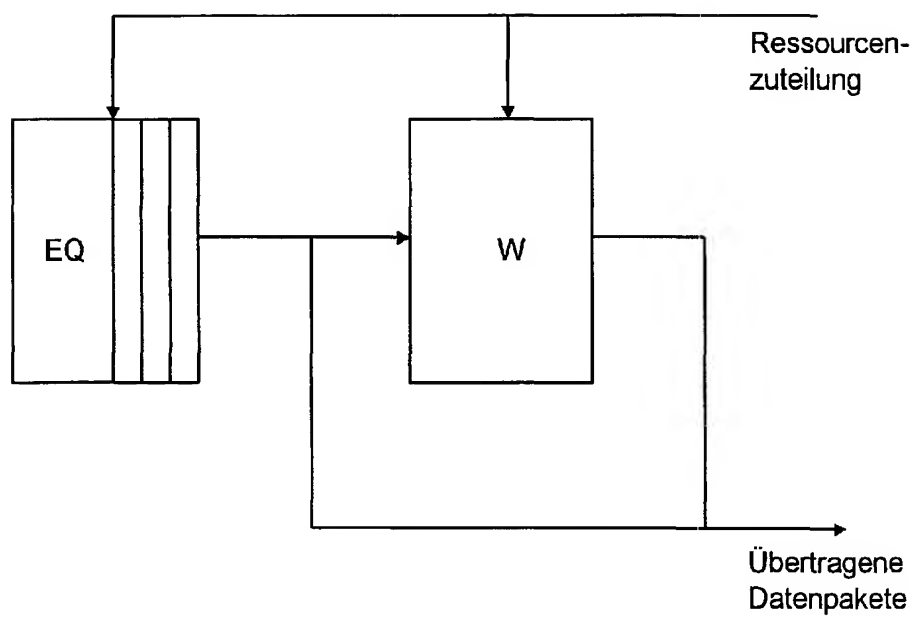 Ressourcen-
zuteilung
EQ
W
Übertragene
Datenpakete